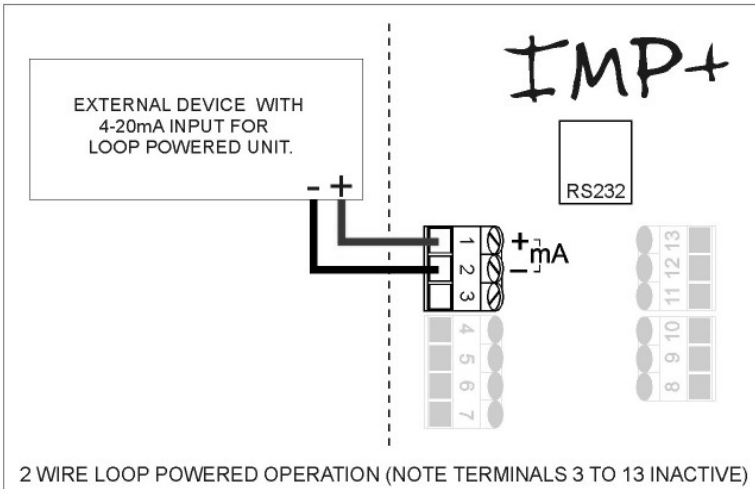 IMP+
EXTERNAL DEVICE WITH
4-20mA INPUT FOR
LOOP POWERED UNIT.
- +
RS232
1
2
3
+
-
mA
4
5
6
7
13
12
11
10
9
8
2 WIRE LOOP POWERED OPERATION (NOTE TERMINALS 3 TO 13 INACTIVE)